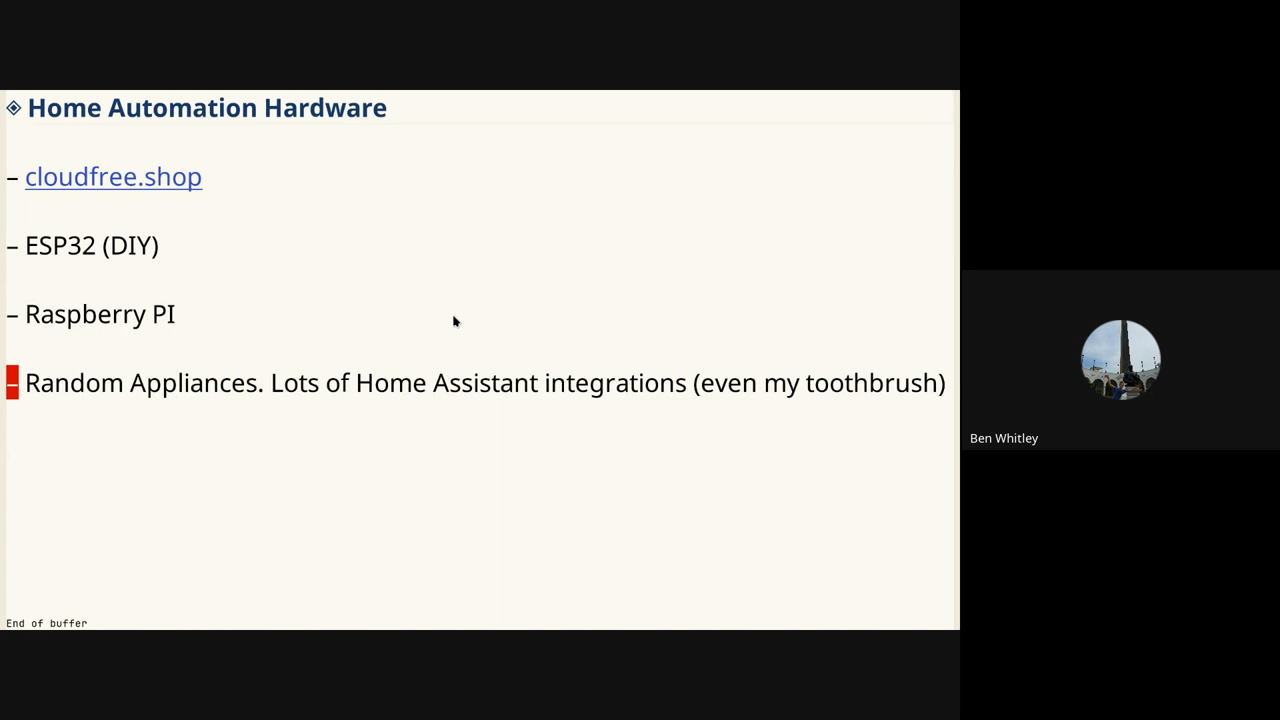 Home Automation Hardware
– cloudfree.shop
– ESP32 (DIY)
– Raspberry PI
– Random Appliances. Lots of Home Assistant integrations (even my toothbrush)
End of buffer
Ben Whitley